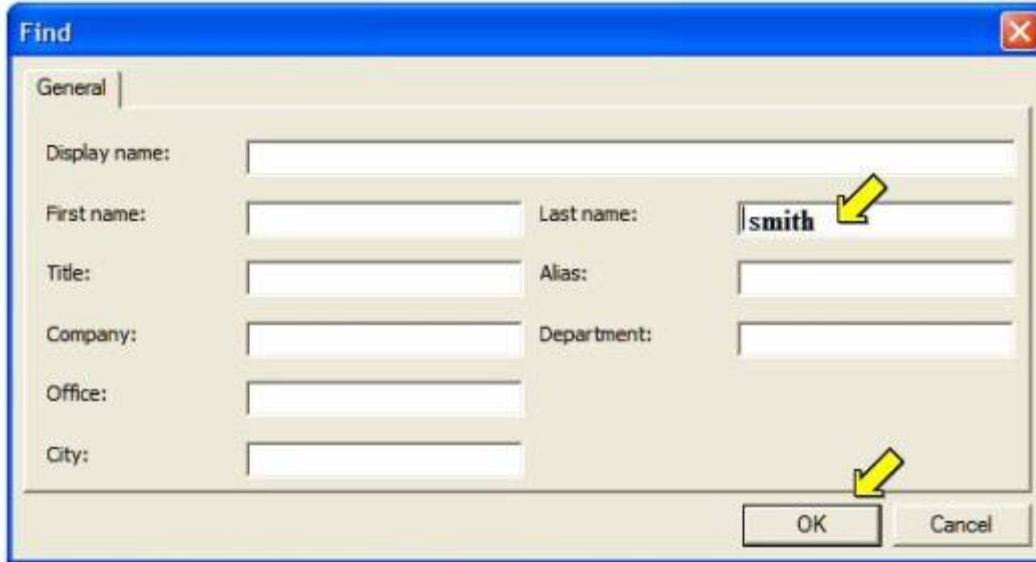 Find
General
Display name:
First name: Last name: smith
Title: Alias:
Company: Department:
Office:
City:
OK Cancel